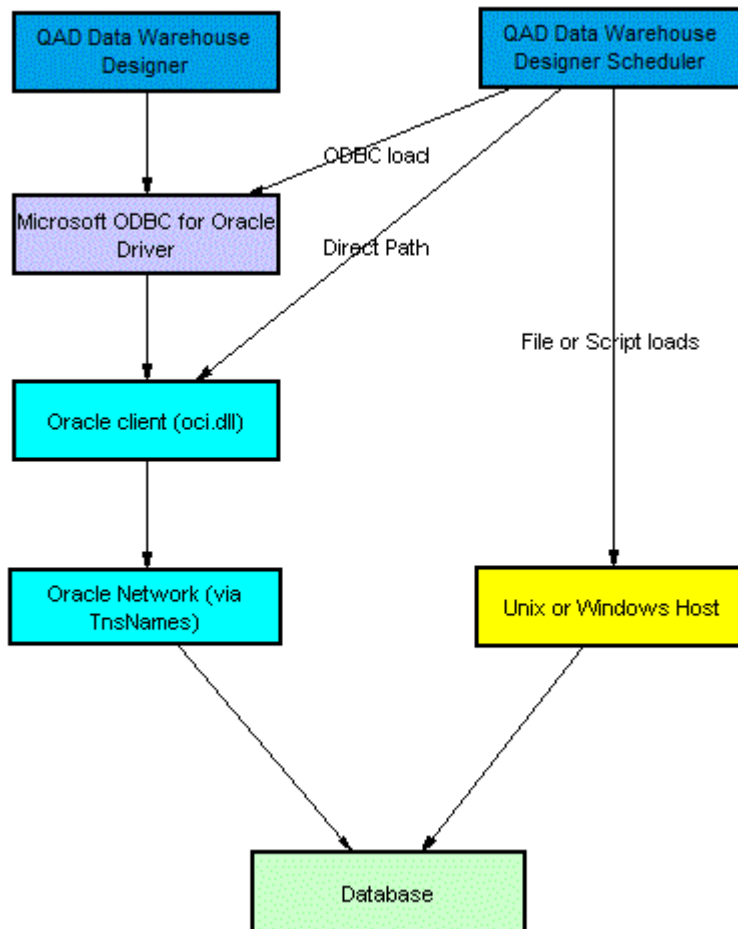 QAD Data Warehouse
Designer
QAD Data Warehouse
Designer Scheduler
ODBC load
Microsoft ODBC for Oracle
Driver
Direct Path
File or Script loads
Oracle client (oci.dll)
Oracle Network (via
TnsNames)
Unix or Windows Host
Database